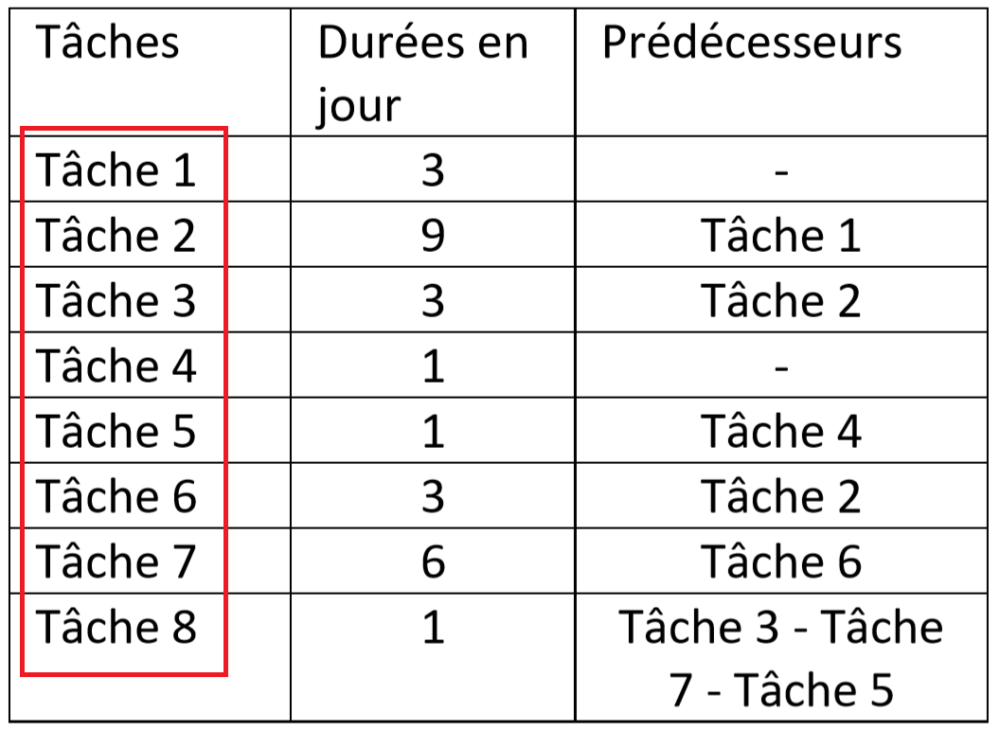 Tâches Durées en Prédécesseurs
jour
Tâche 1 3 -
Tâche 2 9 Tâche 1
Tâche 3 3 Tâche 2
Tâche 4 1 -
Tâche 5 1 Tâche 4
Tâche 6 3 Tâche 2
Tâche 7 6 Tâche 6
Tâche 8 1 Tâche 3 - Tâche
7 - Tâche 5